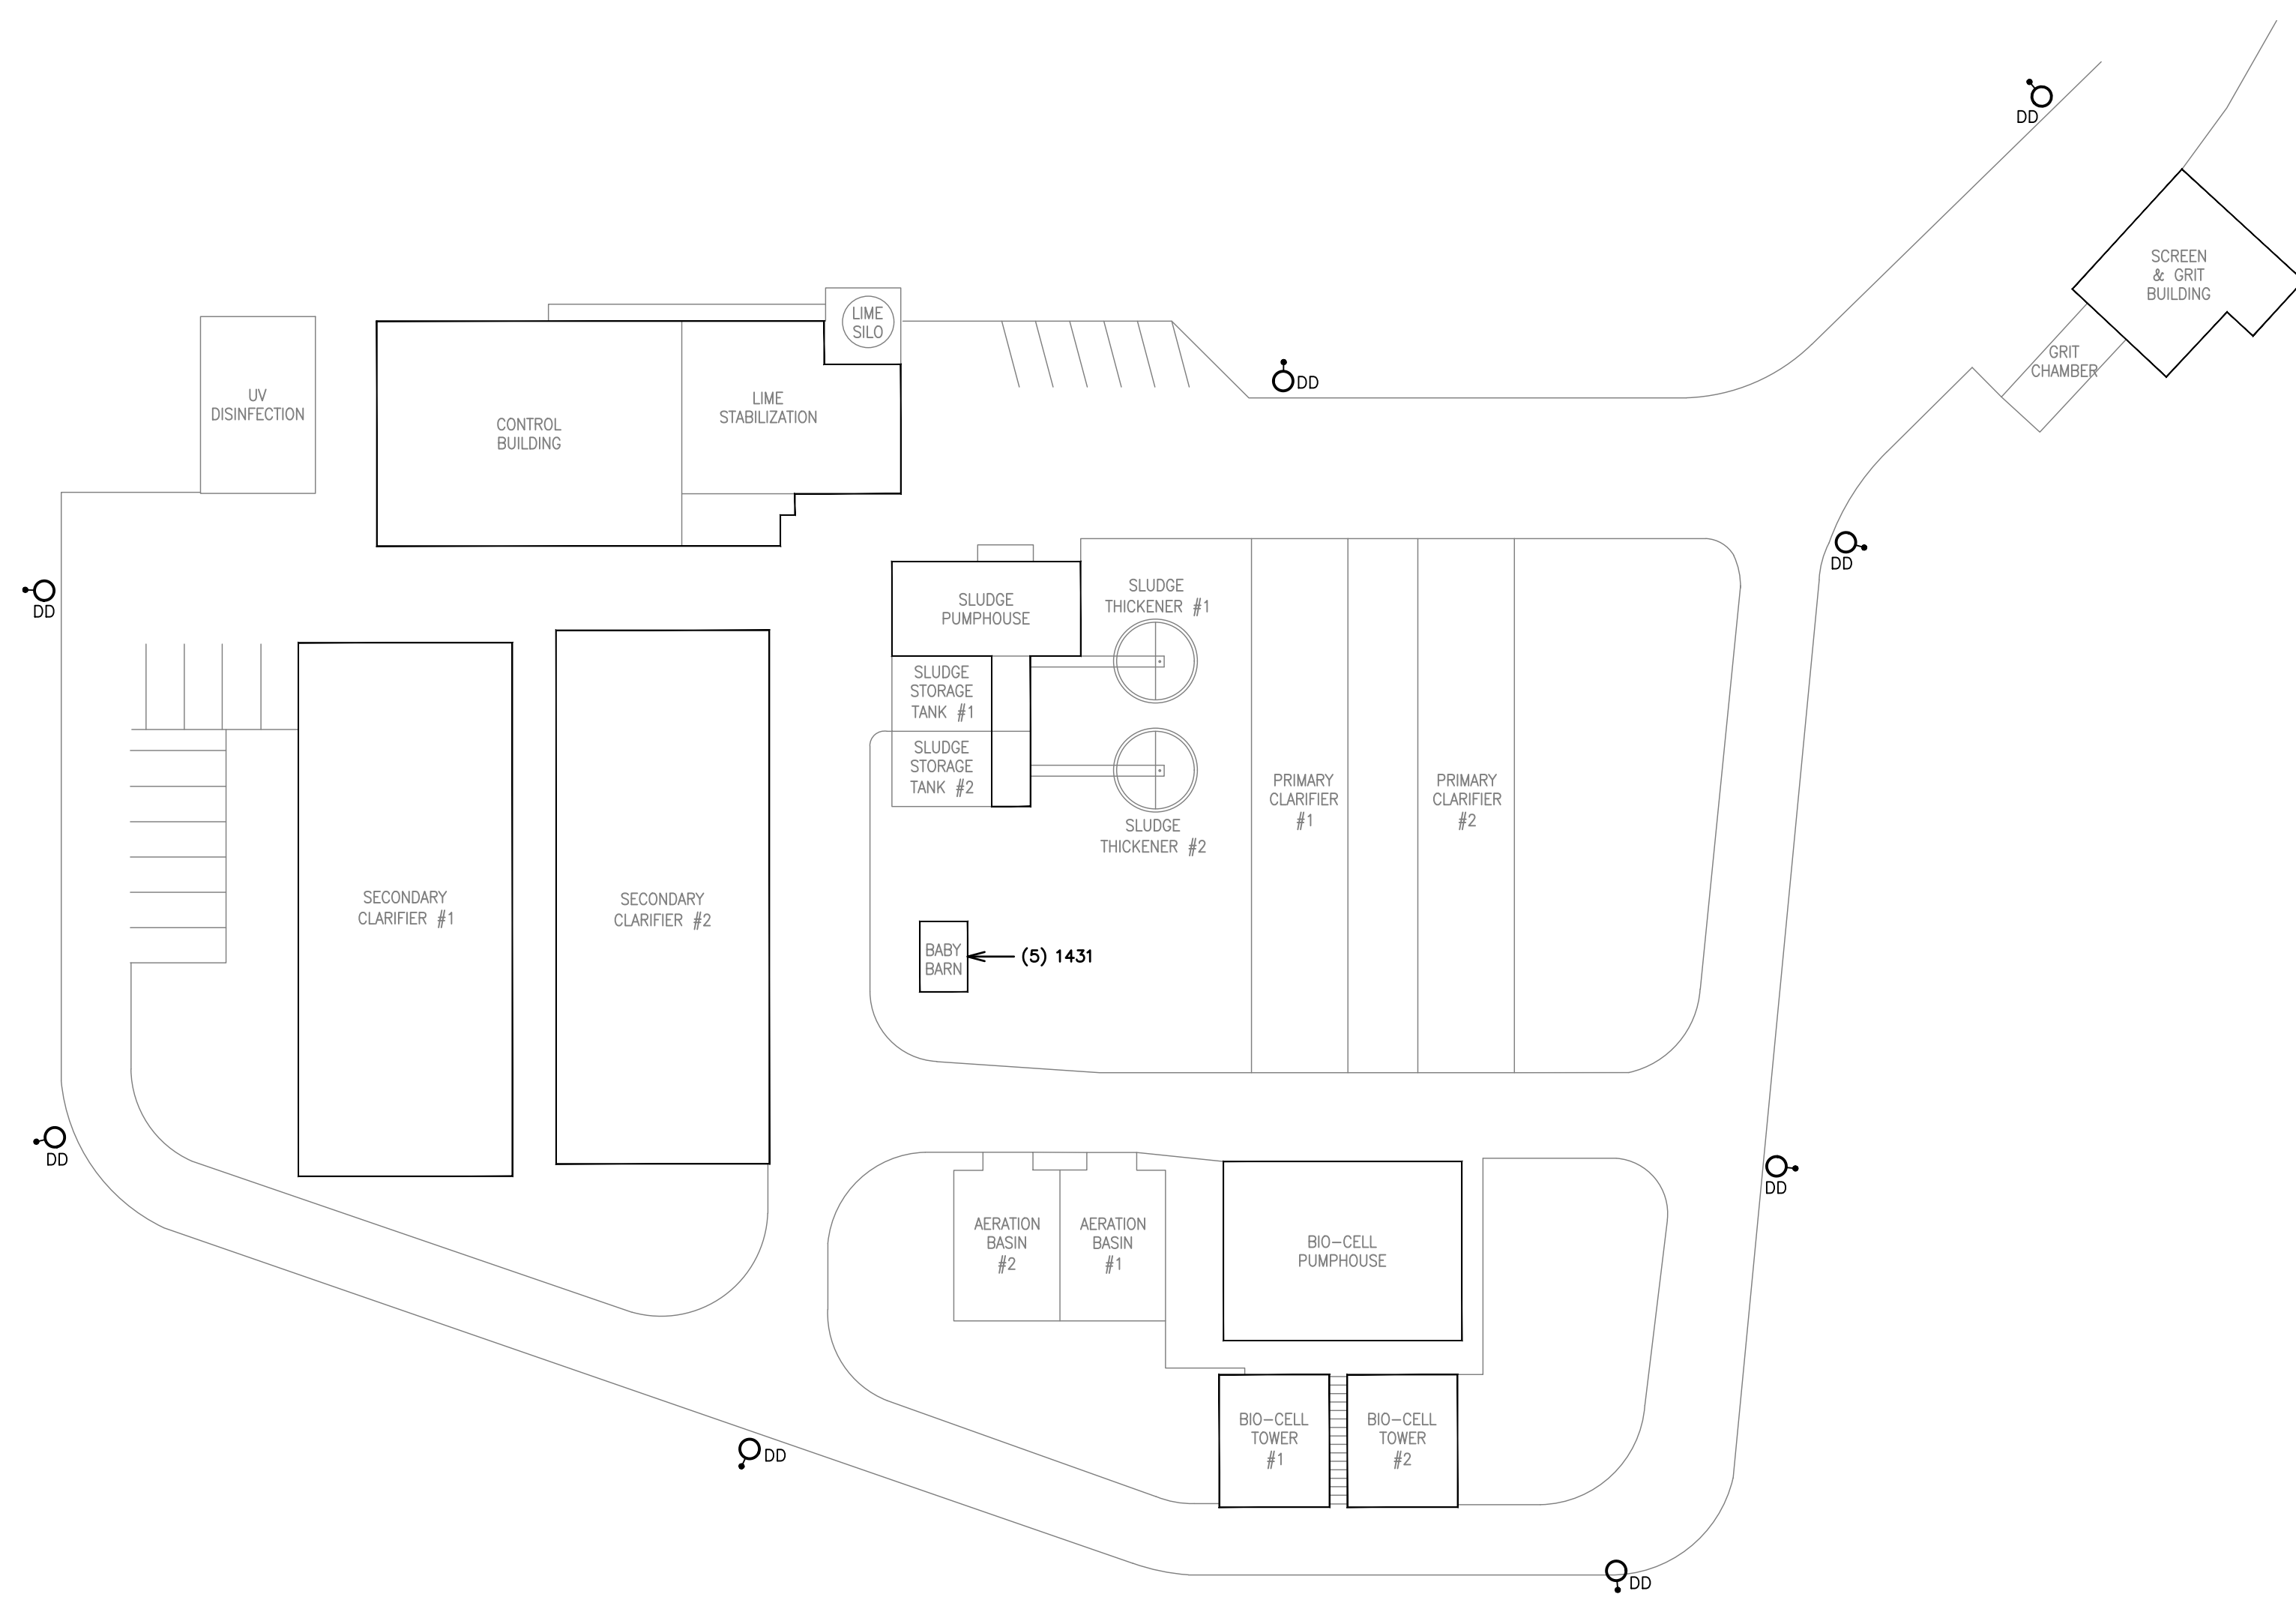 DD
SCREEN
& GRIT
BUILDING
LIME
SILO
GRIT
CHAMBER
DD
UV
DISINFECTION
LIME
STABILIZATION
CONTROL
BUILDING
DD
DD
SLUDGE
THICKENER #1
SLUDGE
PUMPHOUSE
SLUDGE
STORAGE
TANK #1
SLUDGE
STORAGE
TANK #2
PRIMARY
CLARIFIER
#1
PRIMARY
CLARIFIER
#2
SLUDGE
THICKENER #2
SECONDARY
CLARIFIER #1
SECONDARY
CLARIFIER #2
BABY
BARN
(5) 1431
DD
DD
AERATION
BASIN
#2
AERATION
BASIN
#1
BIO-CELL
PUMPHOUSE
BIO-CELL
TOWER
#1
BIO-CELL
TOWER
#2
DD
DD